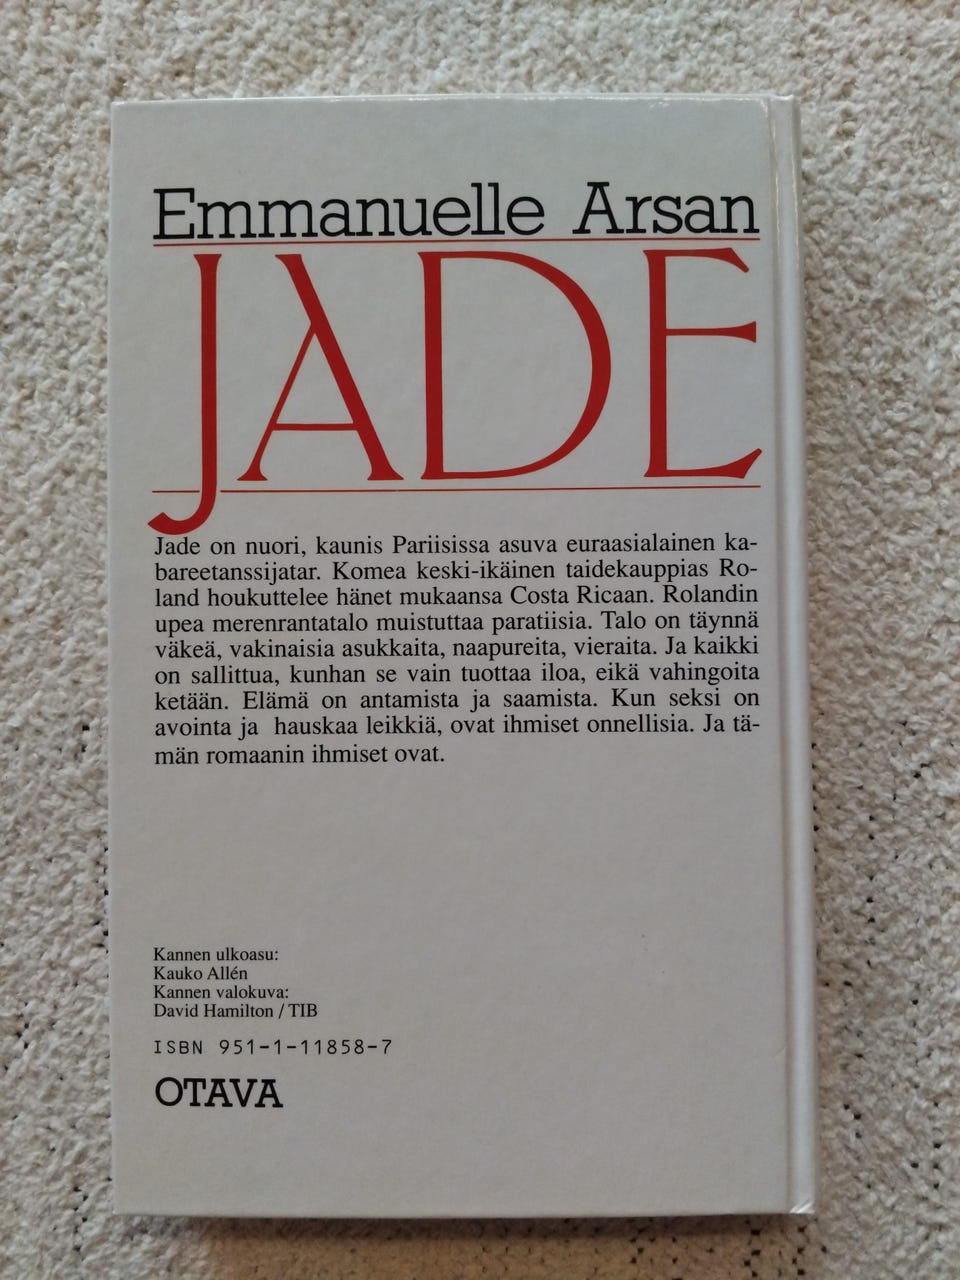 Emmanuelle Arsan
JADE
Jade on nuori, kaunis Pariisissa asuva euraasialainen ka-
bareetanssijatar. Komea keski-ikäinen taidekauppias Ro-
land houkuttelee hänet mukaansa Costa Ricaan. Rolandin
upea merenrantatalo muistuttaa paratiisia. Talo on täynnä
väkeä, vakinaisia asukkaita, naapureita, vieraita. Ja kaikki
on sallittua, kunhan se vain tuottaa iloa, eikä vahingoita
ketään. Elämä on antamista ja saamista. Kun seksi on
avointa ja hauskaa leikkiä, ovat ihmiset onnellisia. Ja tä-
män romaanin ihmiset ovat.
Kannen ulkoasu:
Kauko Allén
Kannen valokuva:
David Hamilton / TIB
ISBN 951-1-11858-7
OTAVA